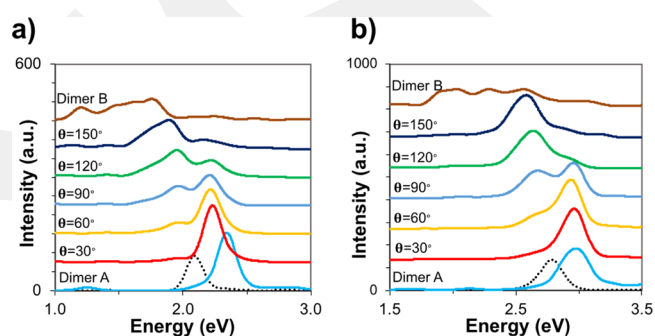 a)
600
Intensity (a.u.)
0
Dimer B
θ=150°
θ=120°
θ=90°
θ=60°
θ=30°
Dimer A
1.0
2.0
3.0
Energy (eV)
b)
1000
Intensity (a.u.)
0
Dimer B
θ=150°
θ=120°
θ=90°
θ=60°
θ=30°
Dimer A
1.5
2.5
3.5
Energy (eV)